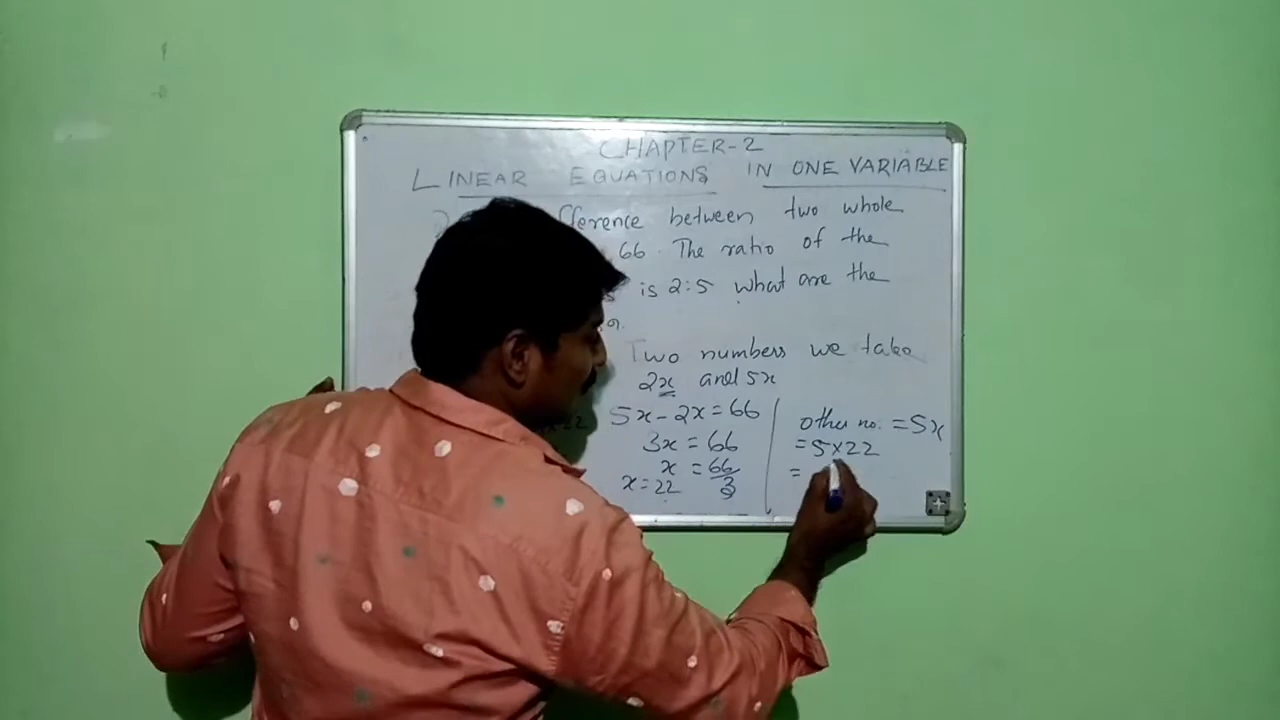 CHAPTER-2
LINEAR EQUATIONS IN ONE VARIABLE
fference between two whole
66. The ratio of the
is 2:5 what are the
Two numbers we take
2x and 5x
5x - 2x = 66
3x = 66
x = 66/3
x = 22
other no. = 5x
= 5×22
=